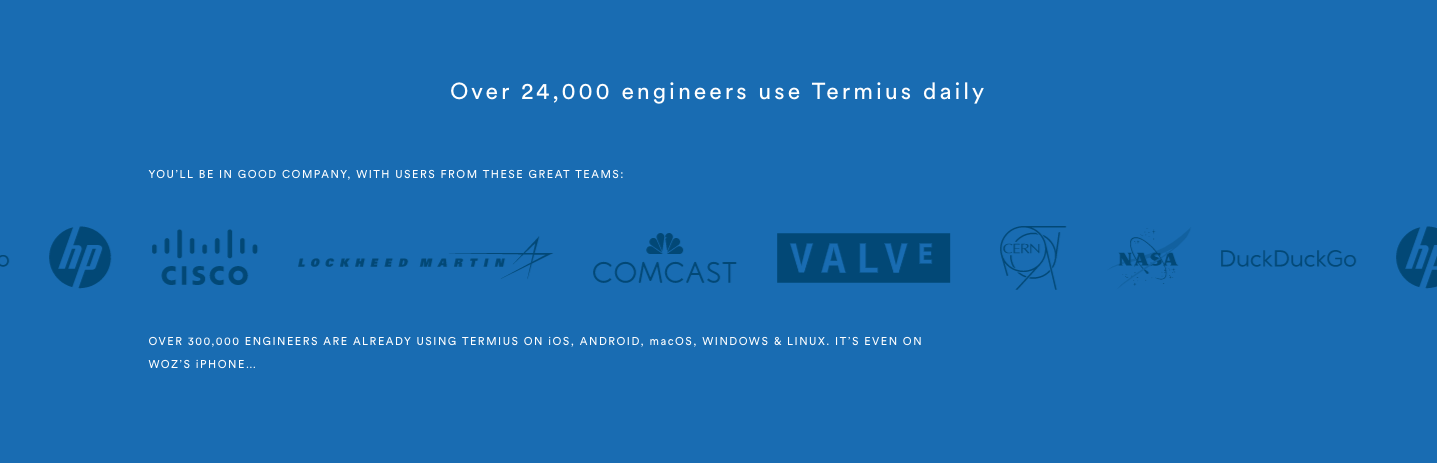 Over 24,000 engineers use Termius daily
YOU'LL BE IN GOOD COMPANY, WITH USERS FROM THESE GREAT TEAMS:
o hp CISCO LOCKHEED MARTIN COMCAST VALVE CERN NASA DuckDuckGo hp
OVER 300,000 ENGINEERS ARE ALREADY USING TERMIUS ON iOS, ANDROID, macOS, WINDOWS & LINUX. IT'S EVEN ON
WOZ'S iPHONE...